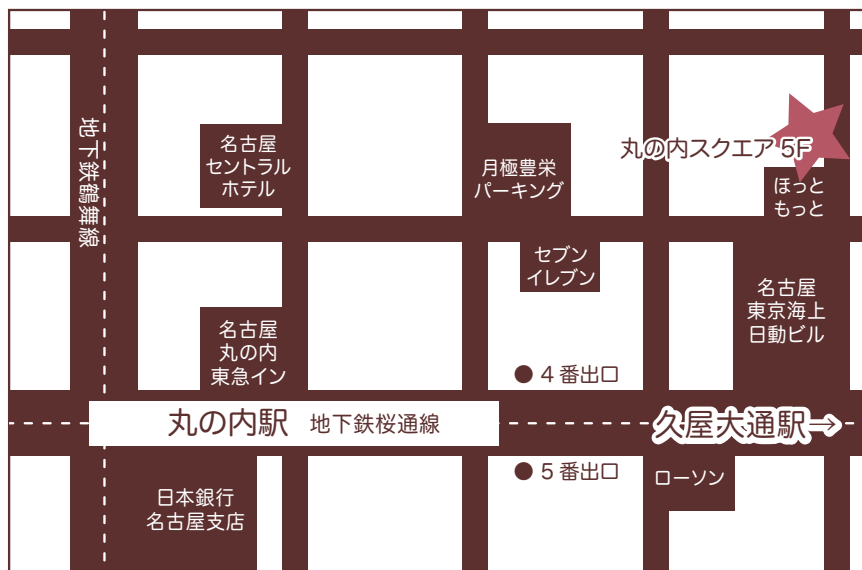 地下鉄鶴舞線
名古屋
セントラル
ホテル
月極豊栄
パーキング
丸の内スクエア 5F
ほっと
もっと
セブン
イレブン
名古屋
東京海上
日動ビル
名古屋
丸の内
東急イン
● 4 番出口
丸の内駅 地下鉄桜通線
久屋大通駅→
● 5 番出口
ローソン
日本銀行
名古屋支店